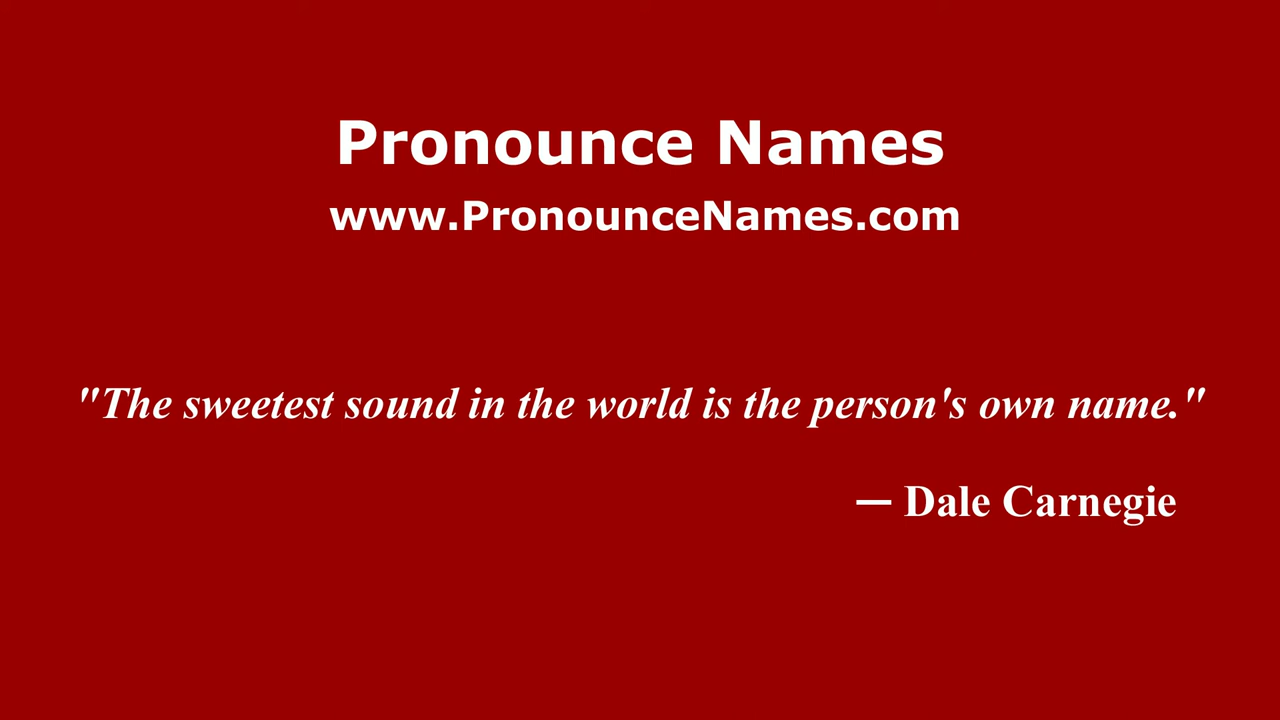 Pronounce Names
www.PronounceNames.com
"The sweetest sound in the world is the person's own name."
— Dale Carnegie